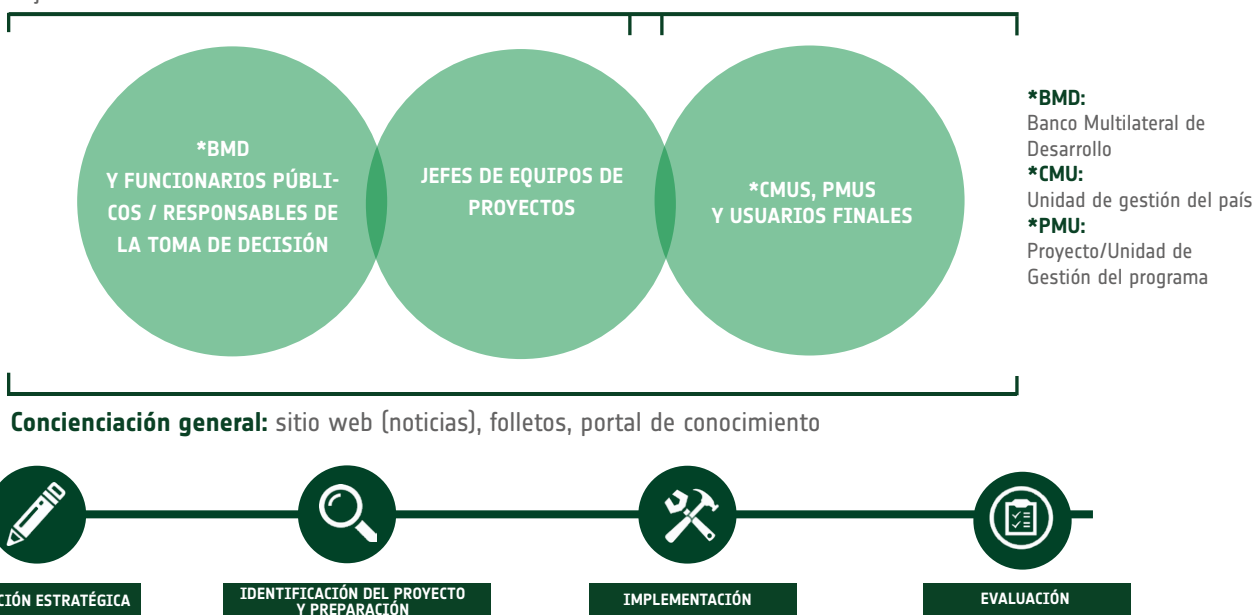 *BMD
Y FUNCIONARIOS PÚBLI-
COS / RESPONSABLES DE
LA TOMA DE DECISIÓN
JEFES DE EQUIPOS DE
PROYECTOS
*CMUS, PMUS
Y USUARIOS FINALES
*BMD:
Banco Multilateral de
Desarrollo
*CMU:
Unidad de gestión del país
*PMU:
Proyecto/Unidad de
Gestión del programa
Concienciación general: sitio web (noticias), folletos, portal de conocimiento
ESTRATÉGICA
IDENTIFICACIÓN DEL PROYECTO
Y PREPARACIÓN
IMPLEMENTACIÓN
EVALUACIÓN